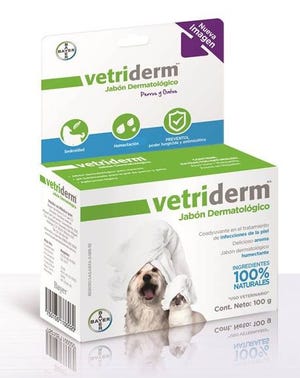 Nueva
imagen
BAYER
vetriderm
Jabón Dermatológico
Perros y Gatos
Humectación
PREVENTOL
poder fungicida y antimicótico
vetriderm
Jabón Dermatológico
Coadyuvante en el tratamiento
de infecciones de la piel
Delicioso aroma
Jabón dermatológico
humectante
INGREDIENTES
100%
NATURALES
"USO VETERINARIO"
Cont. Neto: 100 g
BAYER
Bayer